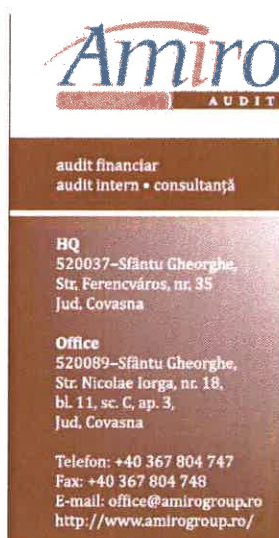 Amiro
AUDIT
audit financiar
audit intern • consultanță
HQ
520037–Sfântu Gheorghe,
Str. Ferencváros, nr. 35
Jud. Covasna
Office
520089–Sfântu Gheorghe,
Str. Nicolae Iorga, nr. 18,
bl. 11, sc. C, ap. 3,
Jud. Covasna
Telefon: +40 367 804 747
Fax: +40 367 804 748
E-mail: office@amirogroup.ro
http://www.amirogroup.ro/